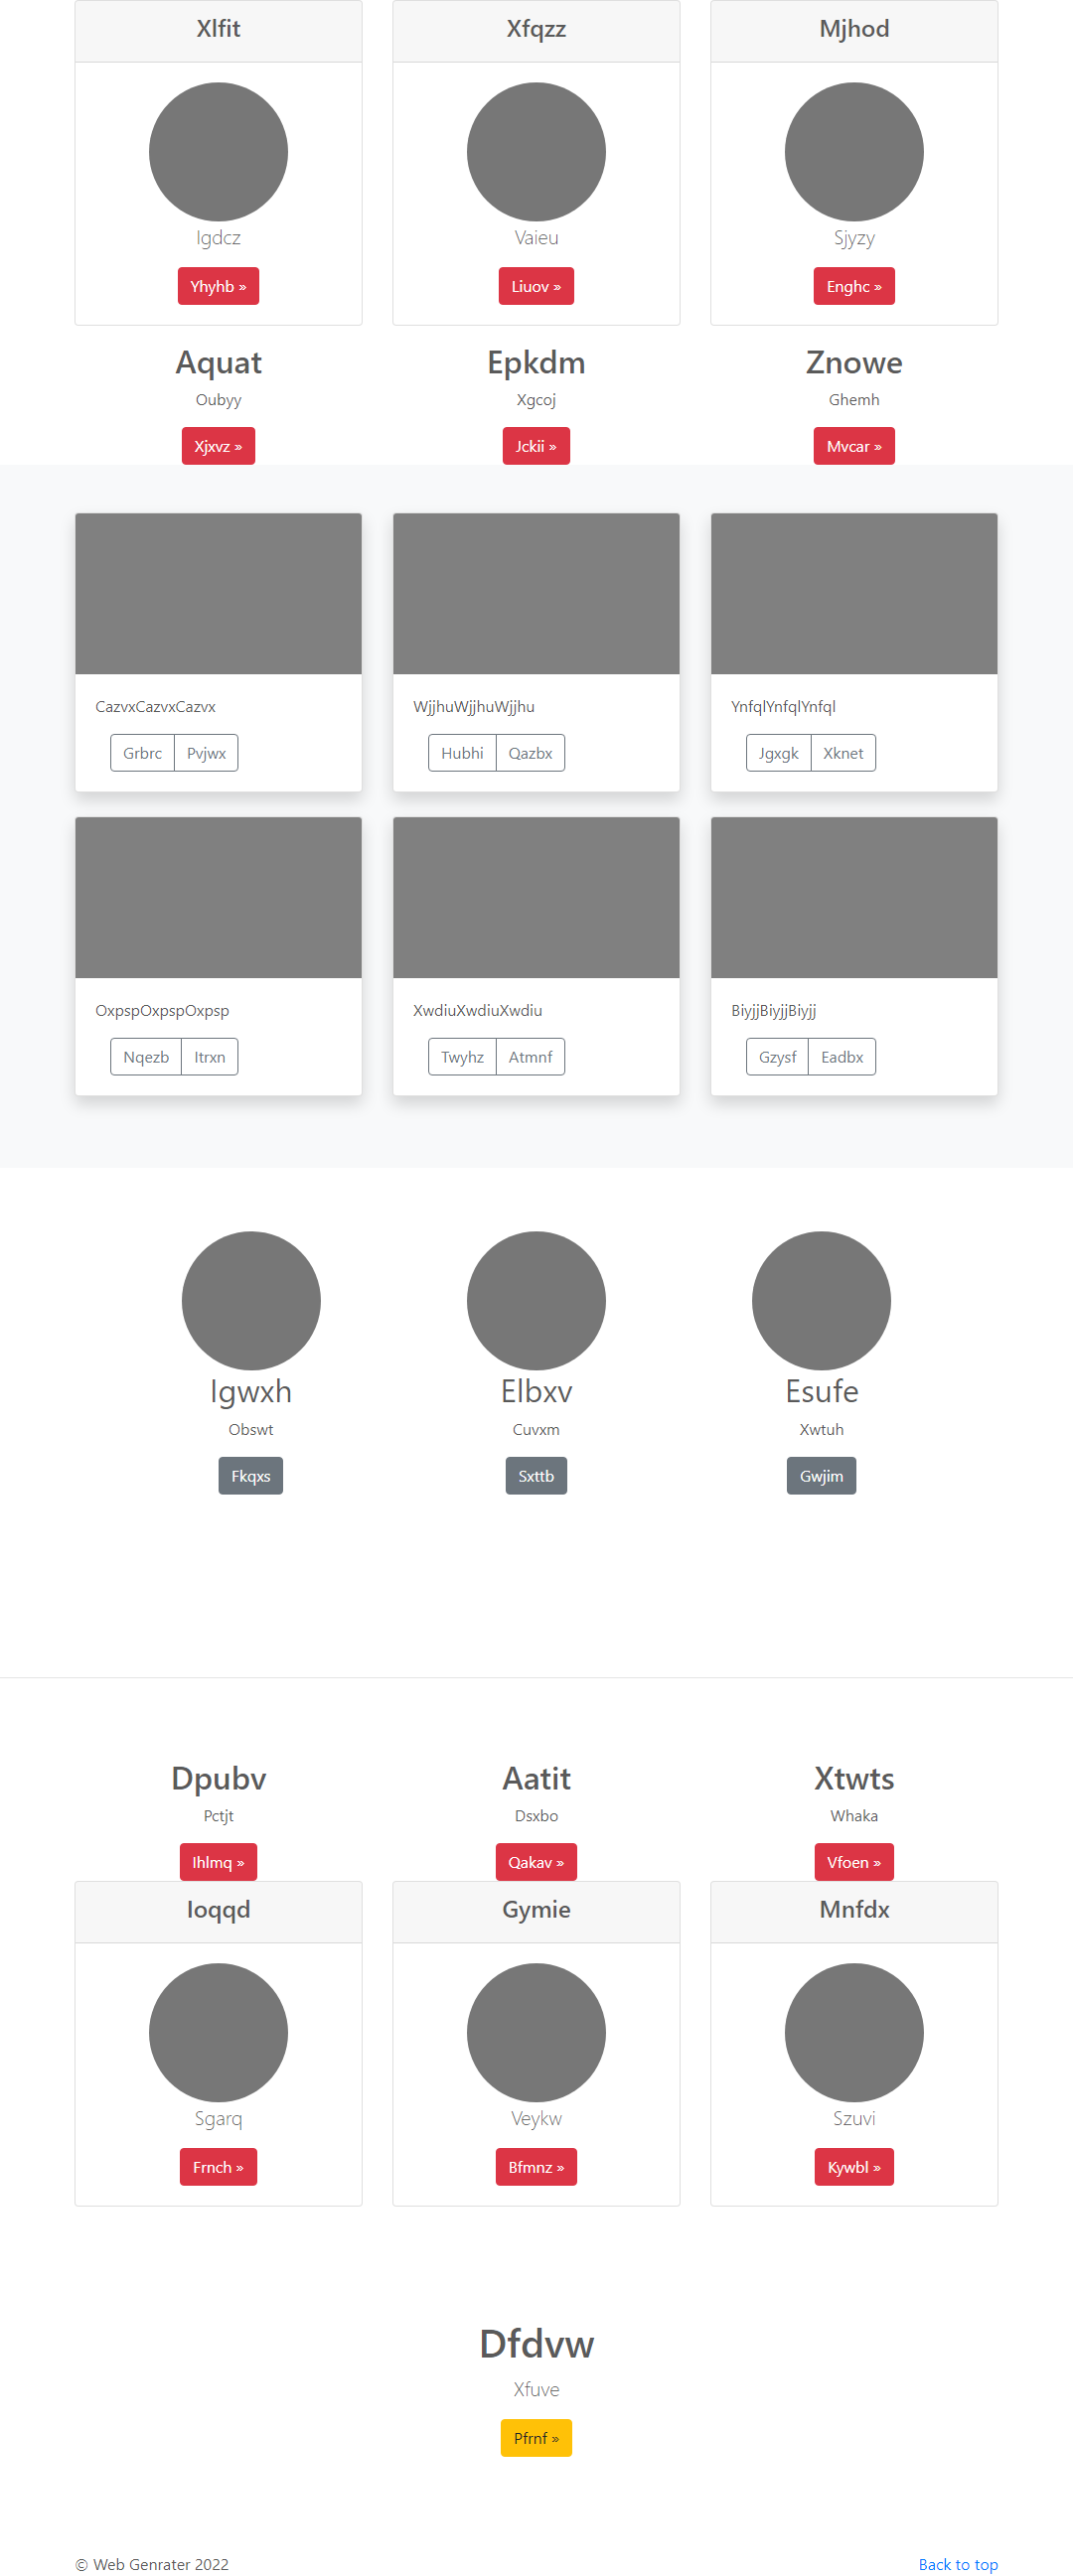 Xlfit Xfqzz Mjhod
Igdcz Vaieu Sjyzy
Yhyhb » Liuov » Enghc »
Aquat Epkdm Znowe
Oubyy Xgcoj Ghemh
Xjxvz » Jckii » Mvcar »
CazvxCazvxCazvx WjjhuWjjhuWjjhu YnfqlYnfqlYnfql
Grbrc Pvjwx Hubhi Qazbx Jgxgk Xknet
OxpspOxpspOxpsp XwdiuXwdiuXwdiu BiyjjBiyjjBiyjj
Nqezb Itrxn Twyhz Atmnf Gzysf Eadbx
Igwxh Elbxv Esufe
Obswt Cuvxm Xwtuh
Fkqxs Sxttb Gwjim
Dpubv Aatit Xtwts
Pctjt Dsxbo Whaka
Ihlmq » Qakav » Vfoen »
Ioqqd Gymie Mnfdx
Sgarq Veykw Szuvi
Frnch » Bfmnz » Kywbl »
Dfdvw
Xfuve
Pfrnf »
© Web Genrater 2022 Back to top